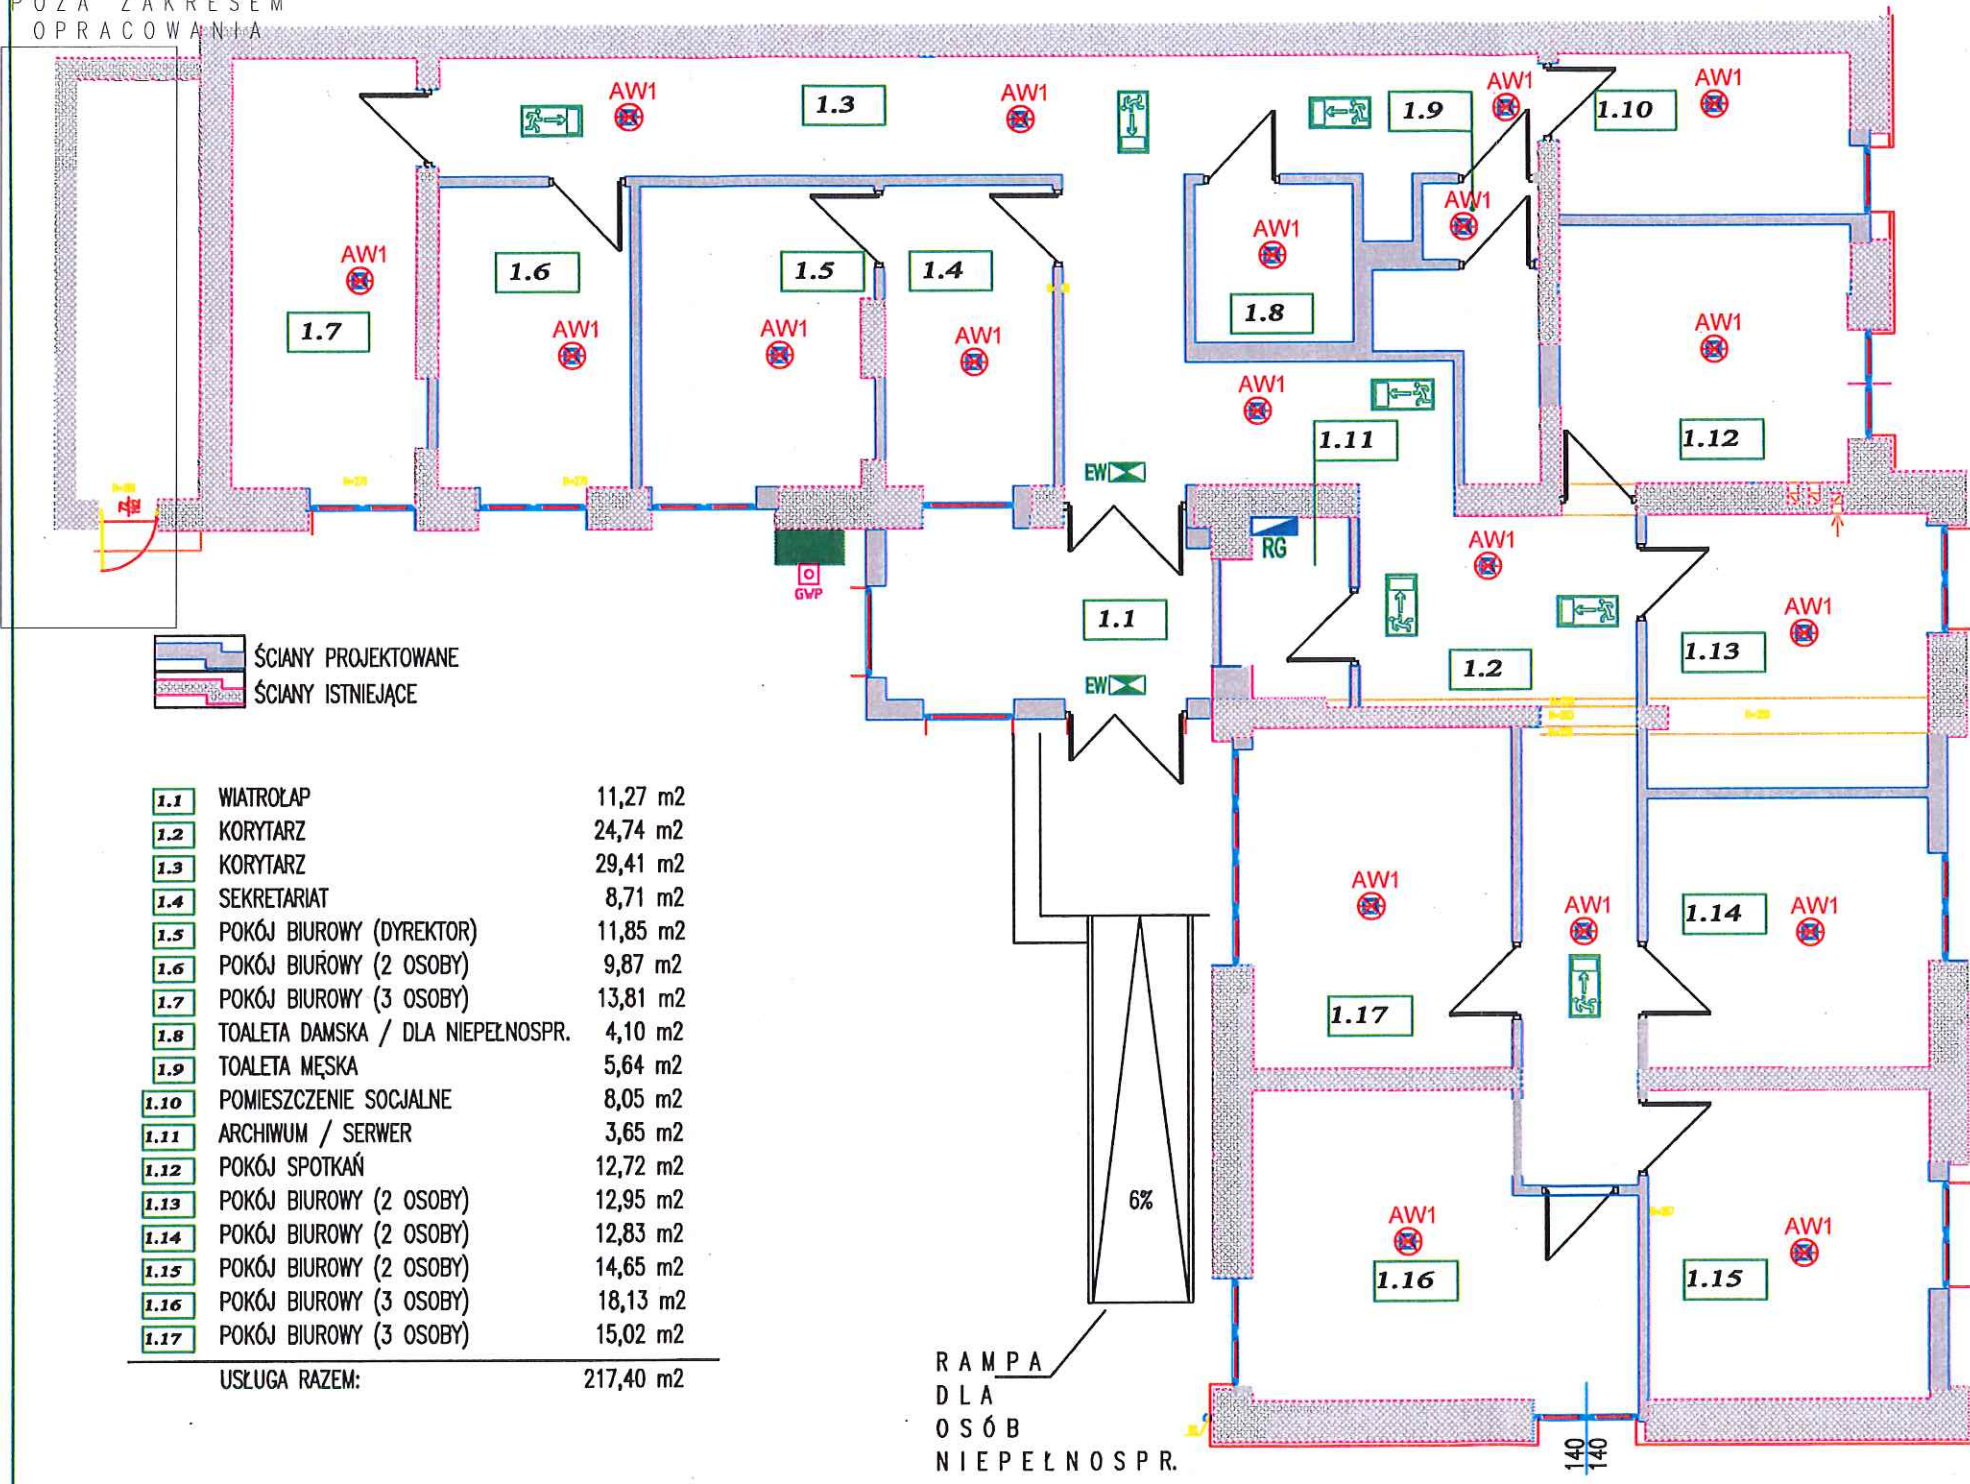 POZA ZAKRESEM
OPRACOWANIA
AW1
1.3
AW1
AW1
1.9
AW1
1.10
AW1
AW1
AW1
1.7
1.6
AW1
1.5
AW1
1.4
AW1
AW1
1.8
AW1
1.12
AW1
1.11
EW
RG
GWP
1.1
EW
AW1
1.2
AW1
1.13
ŚCIANY PROJEKTOWANE
ŚCIANY ISTNIEJĄCE
1.1 WIATROŁAP 11,27 m2
1.2 KORYTARZ 24,74 m2
1.3 KORYTARZ 29,41 m2
1.4 SEKRETARIAT 8,71 m2
1.5 POKÓJ BIUROWY (DYREKTOR) 11,85 m2
1.6 POKÓJ BIUROWY (2 OSOBY) 9,87 m2
1.7 POKÓJ BIUROWY (3 OSOBY) 13,81 m2
1.8 TOALETA DAMSKA / DLA NIEPEŁNOSPR. 4,10 m2
1.9 TOALETA MĘSKA 5,64 m2
1.10 POMIESZCZENIE SOCJALNE 8,05 m2
1.11 ARCHIWUM / SERWER 3,65 m2
1.12 POKÓJ SPOTKAŃ 12,72 m2
1.13 POKÓJ BIUROWY (2 OSOBY) 12,95 m2
1.14 POKÓJ BIUROWY (2 OSOBY) 12,83 m2
1.15 POKÓJ BIUROWY (2 OSOBY) 14,65 m2
1.16 POKÓJ BIUROWY (3 OSOBY) 18,13 m2
1.17 POKÓJ BIUROWY (3 OSOBY) 15,02 m2
USŁUGA RAZEM: 217,40 m2
AW1
1.17
AW1
1.14
AW1
6%
AW1
1.16
AW1
1.15
RAMPA
DLA
OSÓB
NIEPEŁNOSPR.
140
140